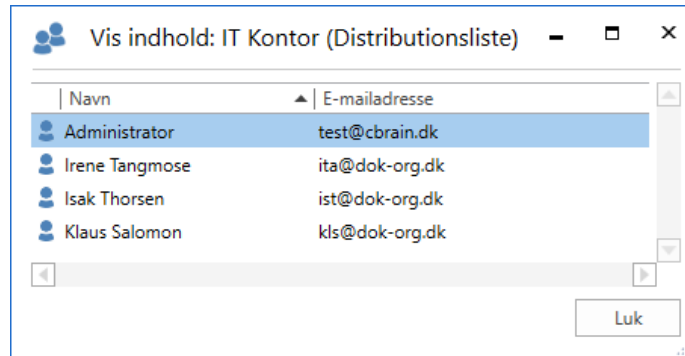 Vis indhold: IT Kontor (Distributionsliste)
Navn E-mailadresse
Administrator test@cbrain.dk
Irene Tangmose ita@dok-org.dk
Isak Thorsen ist@dok-org.dk
Klaus Salomon kls@dok-org.dk
Luk